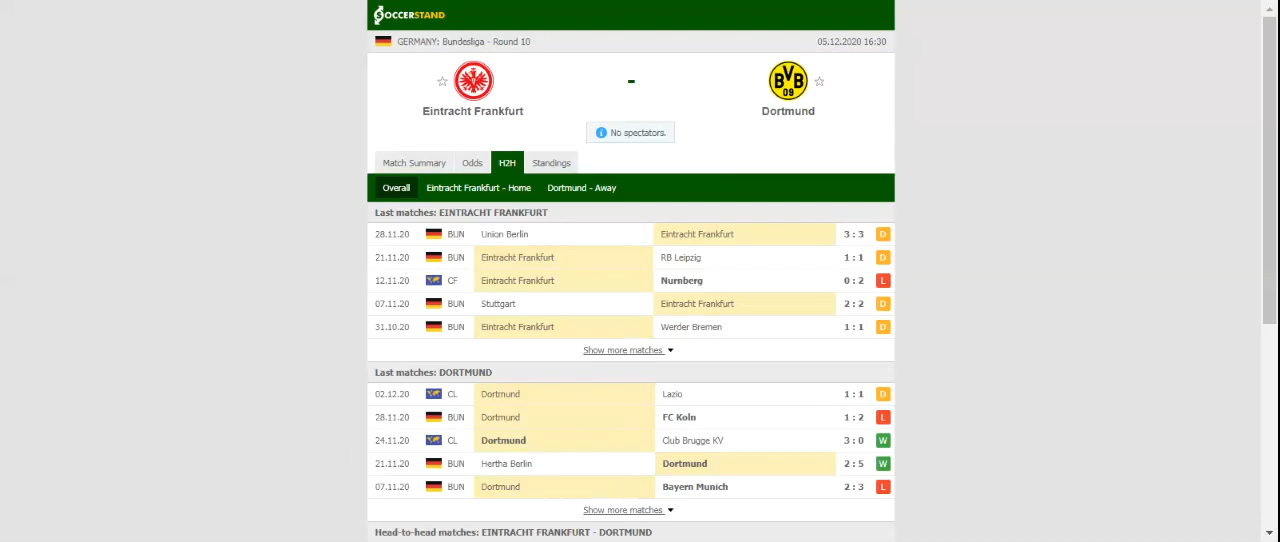 SOCCERSTAND
GERMANY: Bundesliga - Round 10 05.12.2020 16:30
BVB 09
Eintracht Frankfurt - Dortmund
No spectators.
Match Summary Odds H2H Standings
Overall Eintracht Frankfurt - Home Dortmund - Away
Last matches: EINTRACHT FRANKFURT
28.11.20 BUN Union Berlin Eintracht Frankfurt 3 : 3 D
21.11.20 BUN Eintracht Frankfurt RB Leipzig 1 : 1 D
12.11.20 CF Eintracht Frankfurt Nurnberg 0 : 2 L
07.11.20 BUN Stuttgart Eintracht Frankfurt 2 : 2 D
31.10.20 BUN Eintracht Frankfurt Werder Bremen 1 : 1 D
Show more matches
Last matches: DORTMUND
02.12.20 CL Dortmund Lazio 1 : 1 D
28.11.20 BUN Dortmund FC Koln 1 : 2 L
24.11.20 CL Dortmund Club Brugge KV 3 : 0 W
21.11.20 BUN Hertha Berlin Dortmund 2 : 5 W
07.11.20 BUN Dortmund Bayern Munich 2 : 3 L
Show more matches
Head-to-head matches: EINTRACHT FRANKFURT - DORTMUND